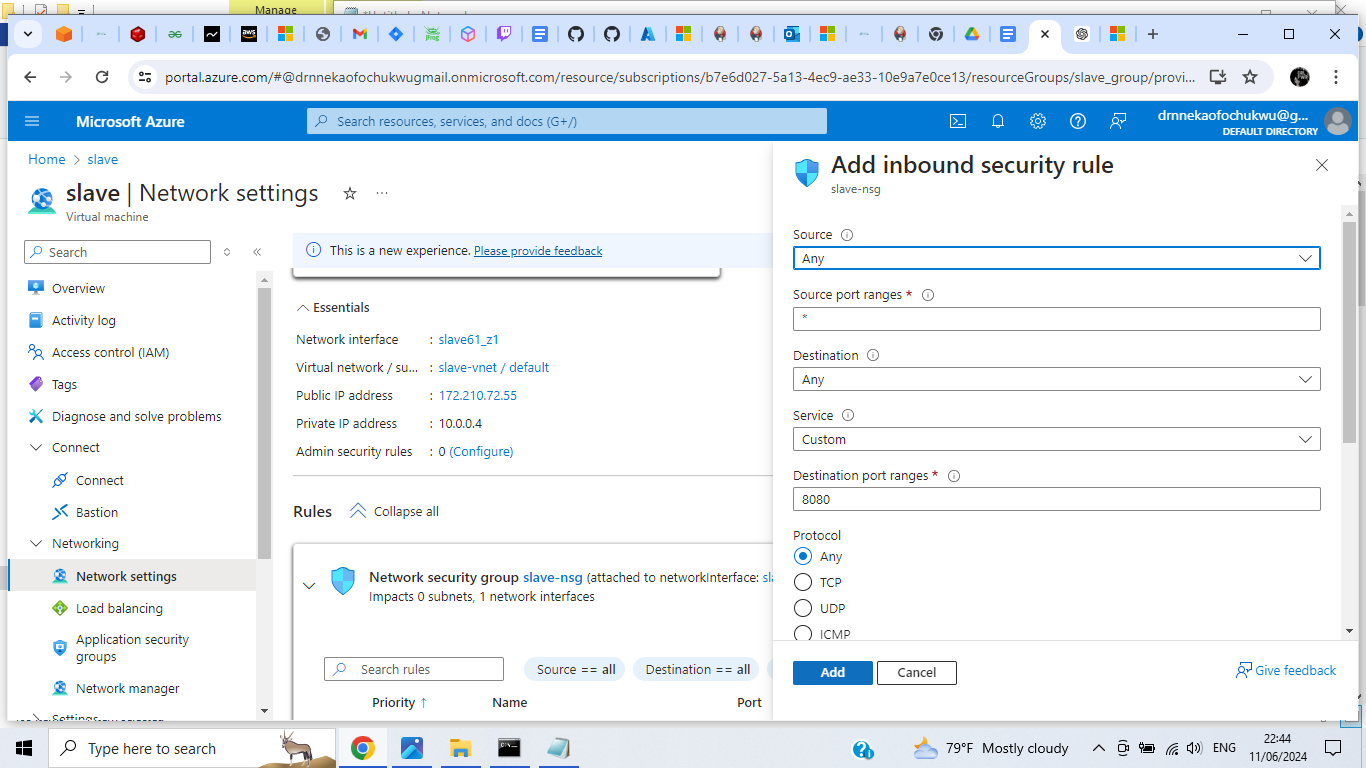 Manage
portal.azure.com/#@drnnekaofochukwugmail.onmicrosoft.com/resource/subscriptions/b7e6d027-5a13-4ec9-ae33-10e9a7e0ce13/resourceGroups/slave_group/provi...
Microsoft Azure
Search resources, services, and docs (G+/)
drnnekaofochukwu@g...
DEFAULT DIRECTORY
Home > slave
slave | Network settings
Virtual machine
Search
Overview
Activity log
Access control (IAM)
Tags
Diagnose and solve problems
Connect
Connect
Bastion
Networking
Network settings
Load balancing
Application security
groups
Network manager
Settings
This is a new experience. Please provide feedback
Essentials
Network interface : slave61_z1
Virtual network / su... : slave-vnet / default
Public IP address : 172.210.72.55
Private IP address : 10.0.0.4
Admin security rules : 0 (Configure)
Rules Collapse all
Network security group slave-nsg (attached to networkInterface: sla
Impacts 0 subnets, 1 network interfaces
Search rules
Source == all
Destination == all
Priority ↑ Name Port
Add inbound security rule
slave-nsg
Source
Any
Source port ranges *
*
Destination
Any
Service
Custom
Destination port ranges *
8080
Protocol
Any
TCP
UDP
ICMP
Add
Cancel
Give feedback
Type here to search
79°F Mostly cloudy
ENG
22:44
11/06/2024